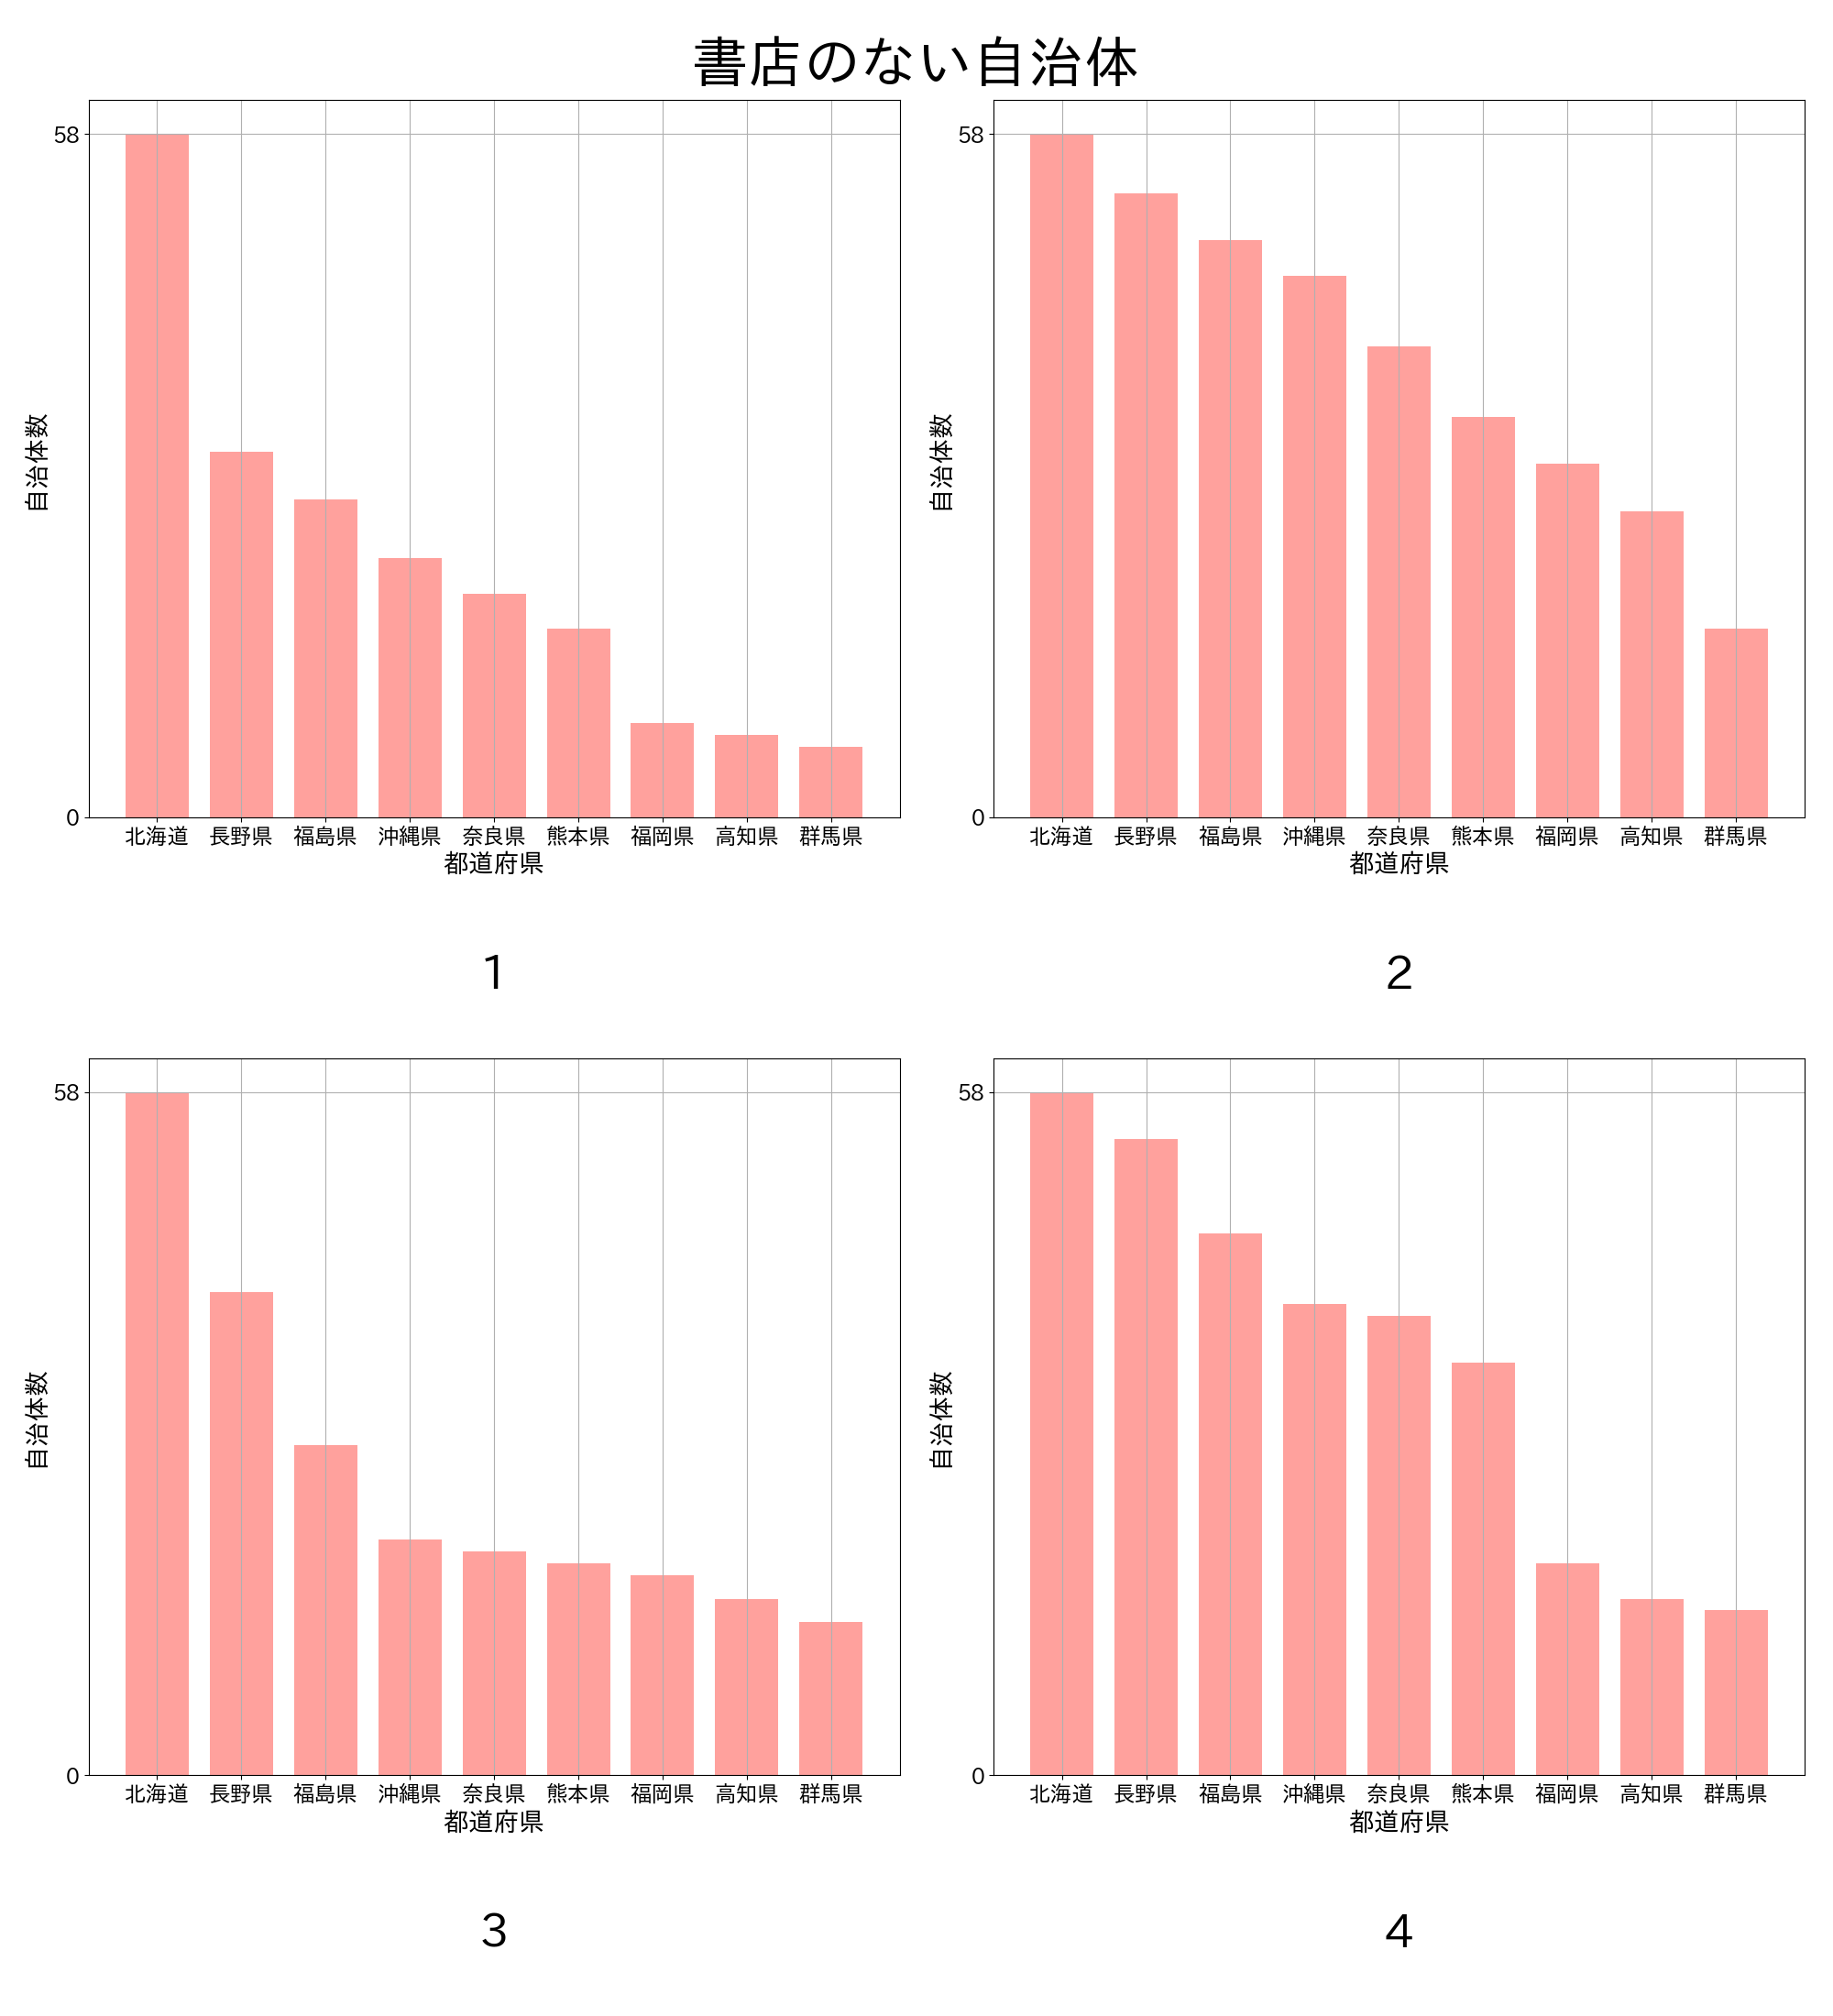 書店のない自治体
58
0
自治体数
北海道 長野県 福島県 沖縄県 奈良県 熊本県 福岡県 高知県 群馬県
都道府県
1
58
0
自治体数
北海道 長野県 福島県 沖縄県 奈良県 熊本県 福岡県 高知県 群馬県
都道府県
2
58
0
自治体数
北海道 長野県 福島県 沖縄県 奈良県 熊本県 福岡県 高知県 群馬県
都道府県
3
58
0
自治体数
北海道 長野県 福島県 沖縄県 奈良県 熊本県 福岡県 高知県 群馬県
都道府県
4